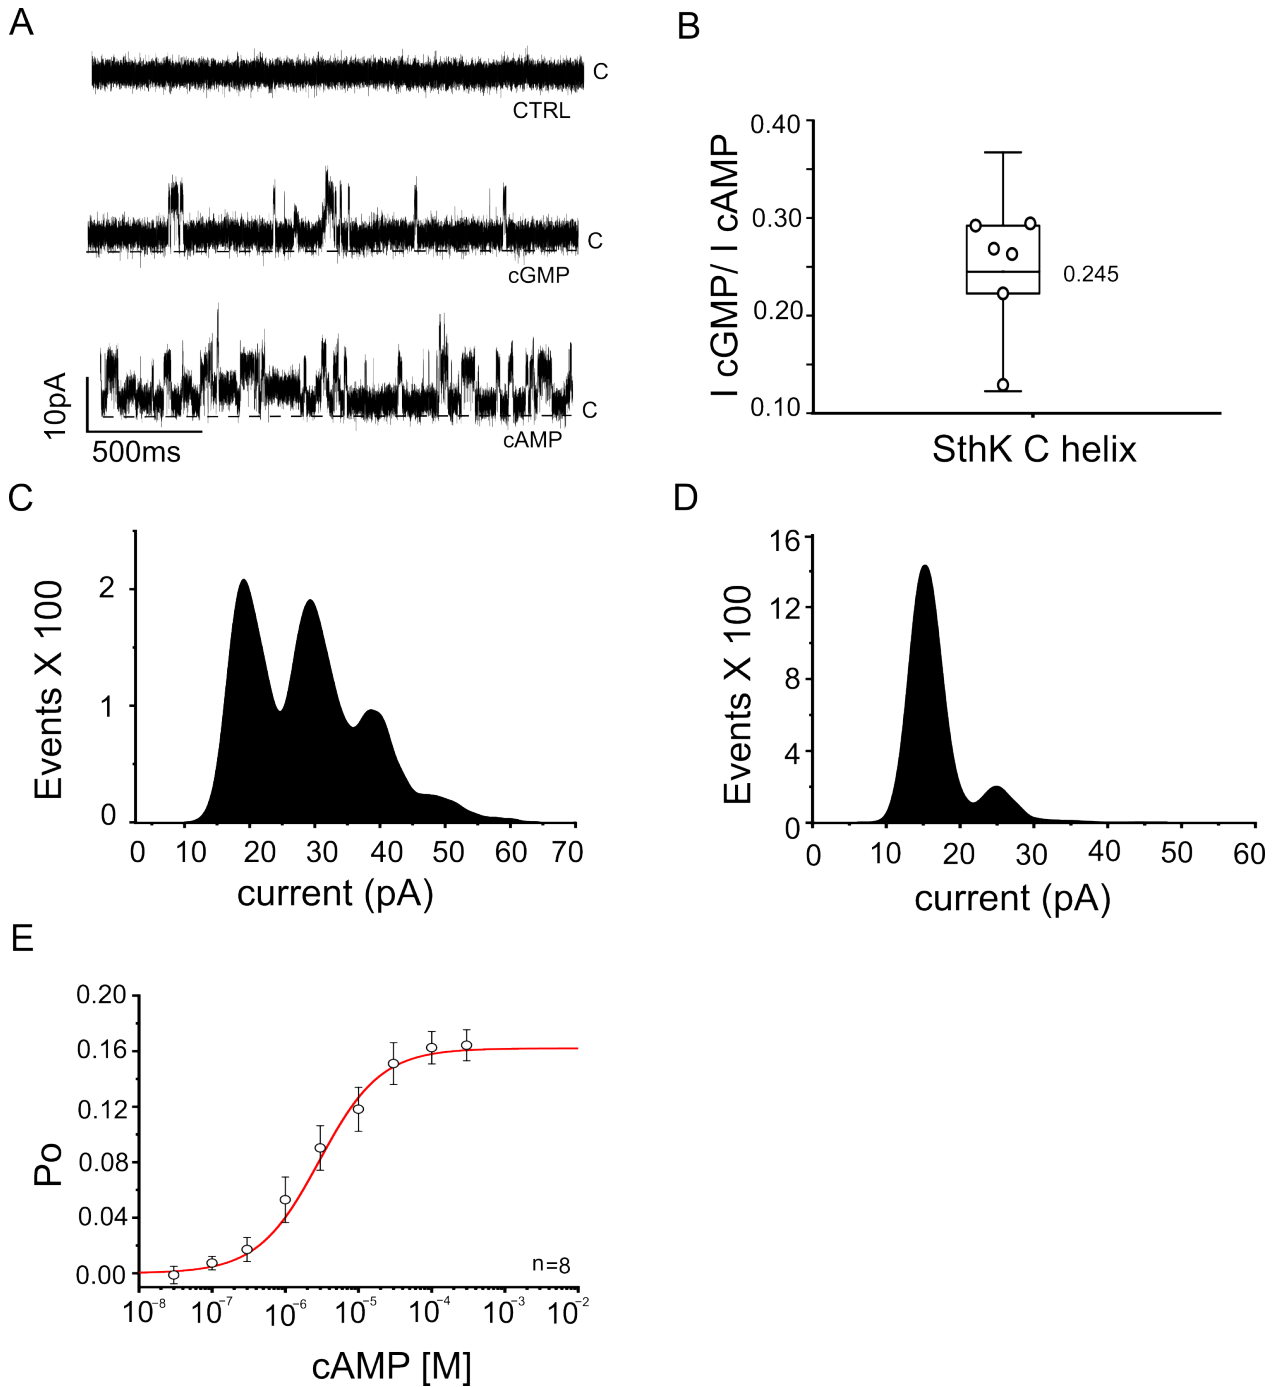 A
C
CTRL
C
cGMP
10pA
C
500ms
cAMP
B
I cGMP/ I cAMP
0.40
0.30
0.20
0.10
0.245
SthK C helix
C
Events X 100
2
1
0
0 10 20 30 40 50 60 70
current (pA)
D
Events X 100
16
12
8
4
0
0 10 20 30 40 50 60
current (pA)
E
Po
0.20
0.16
0.12
0.08
0.04
0.00
n=8
10⁻⁸ 10⁻⁷ 10⁻⁶ 10⁻⁵ 10⁻⁴ 10⁻³ 10⁻²
cAMP [M]